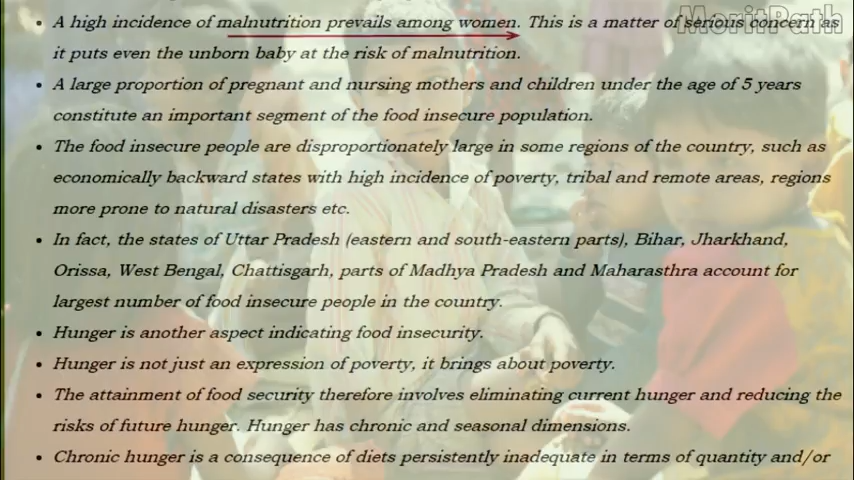 MeritPath
• A high incidence of malnutrition prevails among women. This is a matter of serious concern as
it puts even the unborn baby at the risk of malnutrition.
• A large proportion of pregnant and nursing mothers and children under the age of 5 years
constitute an important segment of the food insecure population.
• The food insecure people are disproportionately large in some regions of the country, such as
economically backward states with high incidence of poverty, tribal and remote areas, regions
more prone to natural disasters etc.
• In fact, the states of Uttar Pradesh (eastern and south-eastern parts), Bihar, Jharkhand,
Orissa, West Bengal, Chattisgarh, parts of Madhya Pradesh and Maharasthra account for
largest number of food insecure people in the country.
• Hunger is another aspect indicating food insecurity.
• Hunger is not just an expression of poverty, it brings about poverty.
• The attainment of food security therefore involves eliminating current hunger and reducing the
risks of future hunger. Hunger has chronic and seasonal dimensions.
• Chronic hunger is a consequence of diets persistently inadequate in terms of quantity and/or